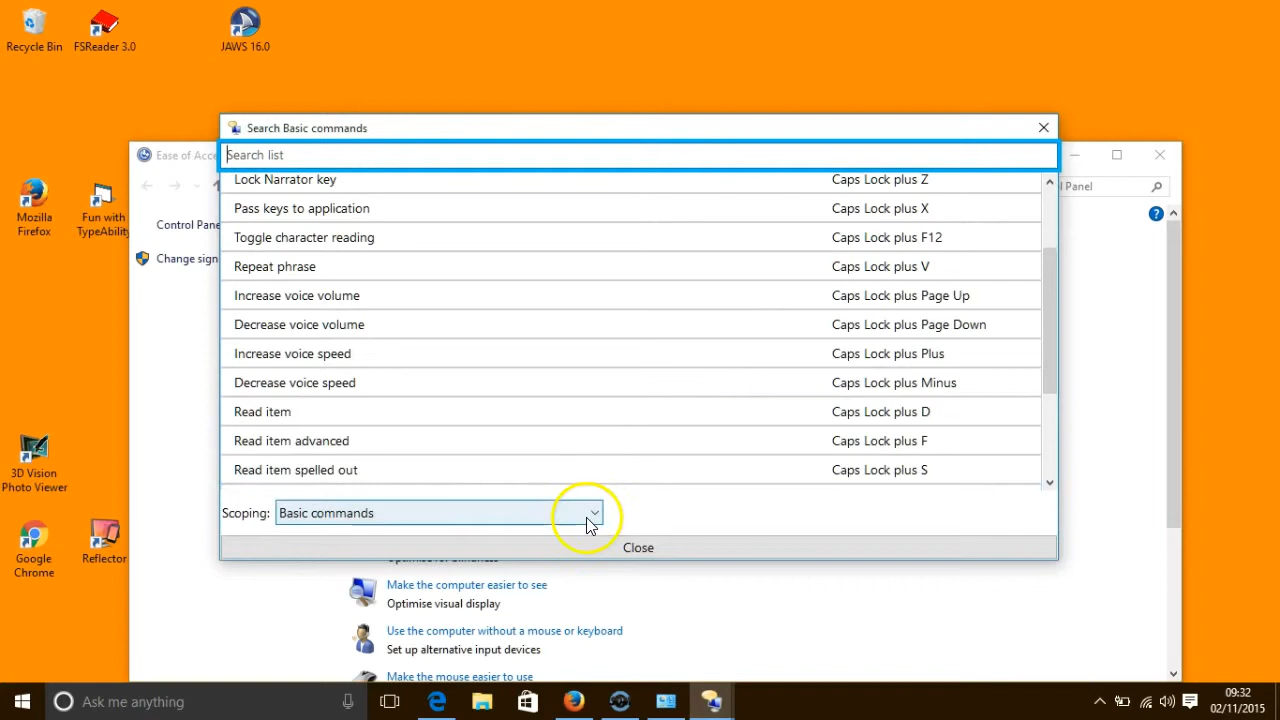 Recycle Bin
FSReader 3.0
JAWS 16.0
Mozilla
Firefox
Fun with
TypeAbility
3D Vision
Photo Viewer
Google
Chrome
Reflector
Ease of Acce
l Panel
Control Pane
Change sign
Search Basic commands
Search list
Lock Narrator key Caps Lock plus Z
Pass keys to application Caps Lock plus X
Toggle character reading Caps Lock plus F12
Repeat phrase Caps Lock plus V
Increase voice volume Caps Lock plus Page Up
Decrease voice volume Caps Lock plus Page Down
Increase voice speed Caps Lock plus Plus
Decrease voice speed Caps Lock plus Minus
Read item Caps Lock plus D
Read item advanced Caps Lock plus F
Read item spelled out Caps Lock plus S
Scoping: Basic commands
Close
Make the computer easier to see
Optimise visual display
Use the computer without a mouse or keyboard
Set up alternative input devices
Make the mouse easier to use
Ask me anything
09:32
02/11/2015